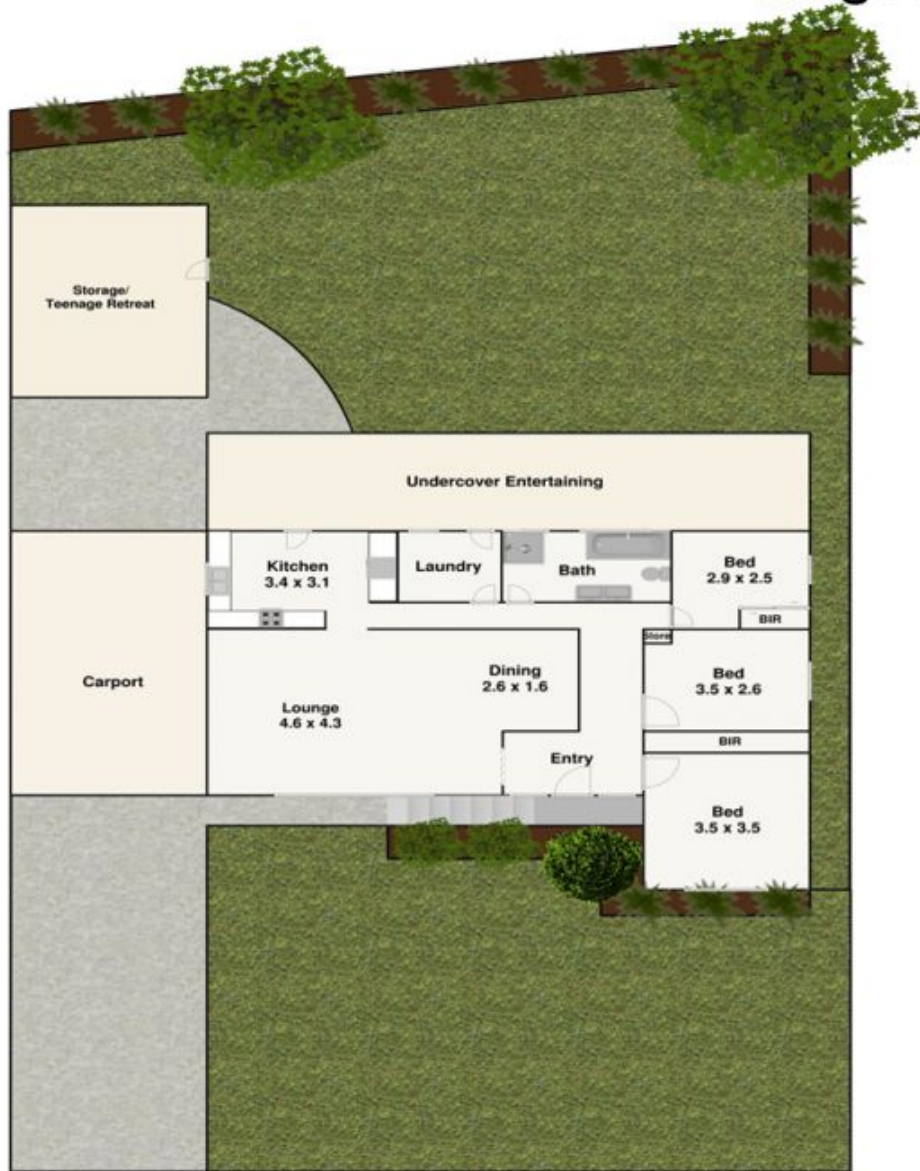 Storage/
Teenage Retreat
Undercover Entertaining
Kitchen
3.4 x 3.1
Laundry
Bath
Bed
2.9 x 2.5
BIR
Store
Carport
Lounge
4.6 x 4.3
Dining
2.6 x 1.6
Bed
3.5 x 2.6
BIR
Entry
Bed
3.5 x 3.5